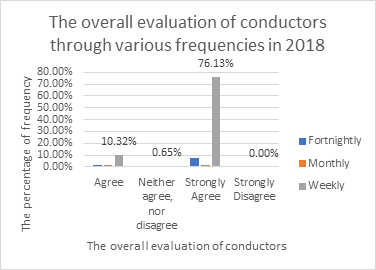 The overall evaluation of conductors
through various frequencies in 2018
76.13%
80.00%
70.00%
60.00%
50.00%
40.00%
30.00%
20.00%
10.00%
0.00%
10.32%
0.65%
0.00%
The percentage of frequency
Agree
Neither
agree,
nor
disagree
Strongly
Agree
Strongly
Disagree
The overall evaluation of conductors
Fortnightly
Monthly
Weekly